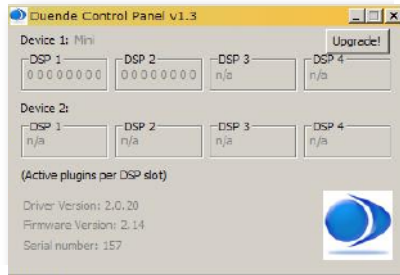 Duende Control Panel v1.3
Device 1: Mini
Upgrade!
DSP 1 DSP 2 DSP 3 DSP 4
00000000 00000000 n/a n/a
Device 2:
DSP 1 DSP 2 DSP 3 DSP 4
n/a n/a n/a n/a
(Active plugins per DSP slot)
Driver Version: 2.0.20
Firmware Version: 2.14
Serial number: 157